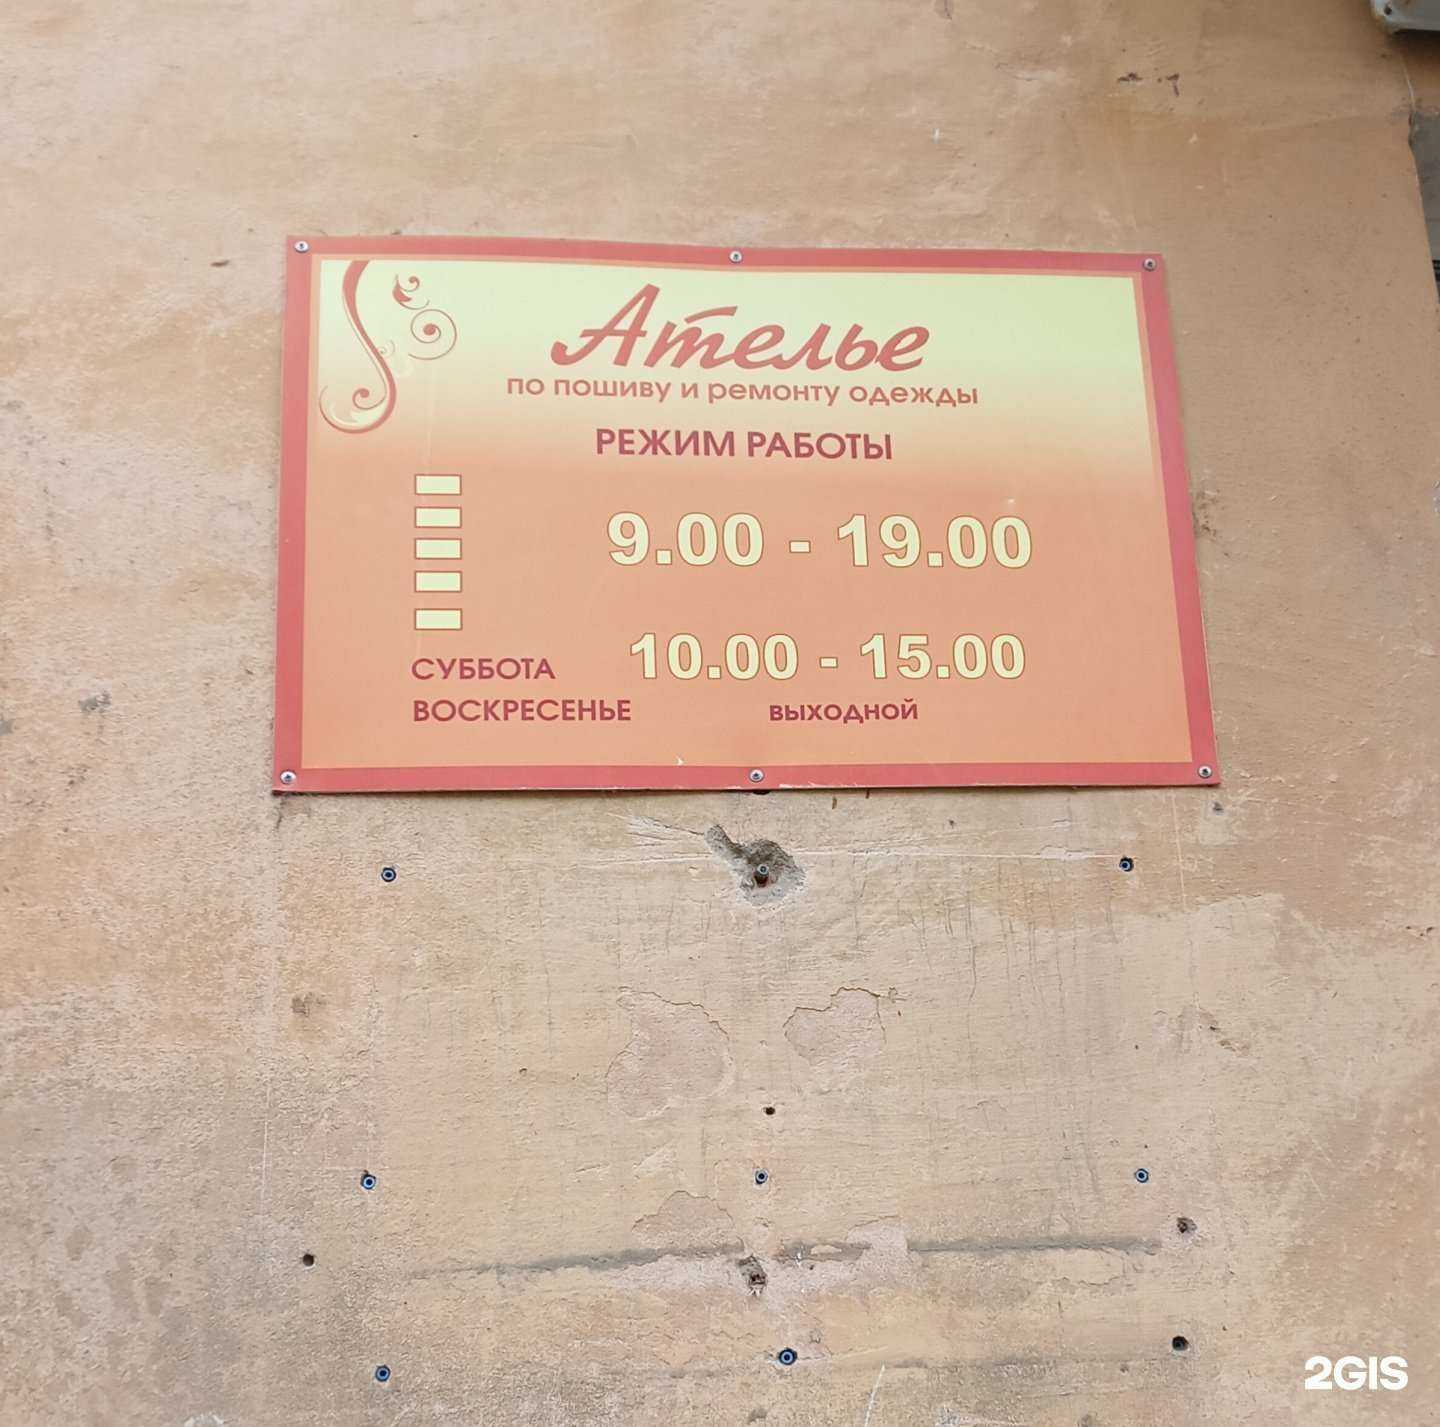 Ателье
по пошиву и ремонту одежды
РЕЖИМ РАБОТЫ
9.00 - 19.00
СУББОТА 10.00 - 15.00
ВОСКРЕСЕНЬЕ ВЫХОДНОЙ
2GIS